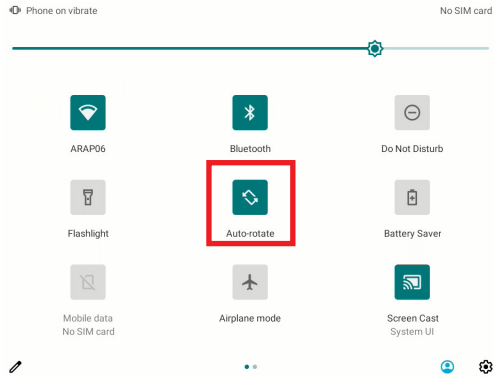 Phone on vibrate
No SIM card
ARAP06
Bluetooth
Do Not Disturb
Flashlight
Auto-rotate
Battery Saver
Mobile data
No SIM card
Airplane mode
Screen Cast
System UI